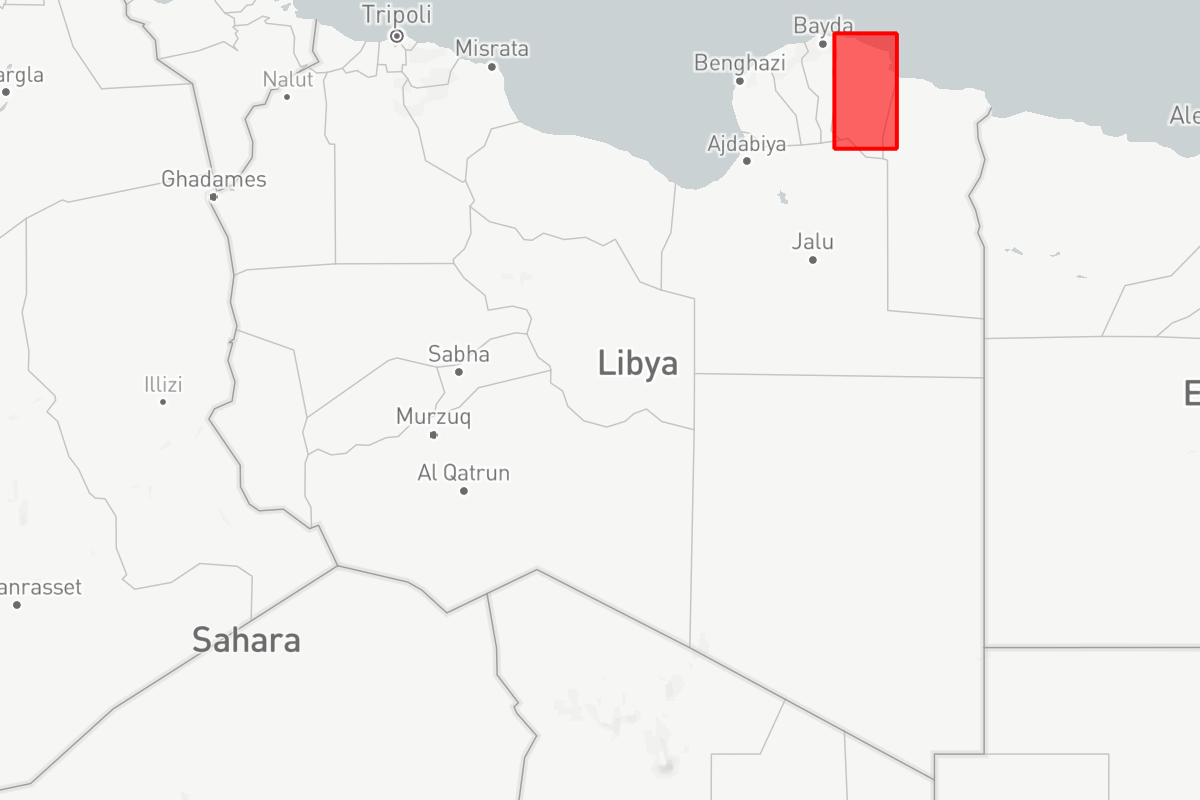 Tripoli
Bayda
Misrata
Benghazi
argla
Nalut
Ale
Ajdabiya
Ghadames
Jalu
Sabha
Libya
Illizi
E
Murzuq
Al Qatrun
anrasset
Sahara